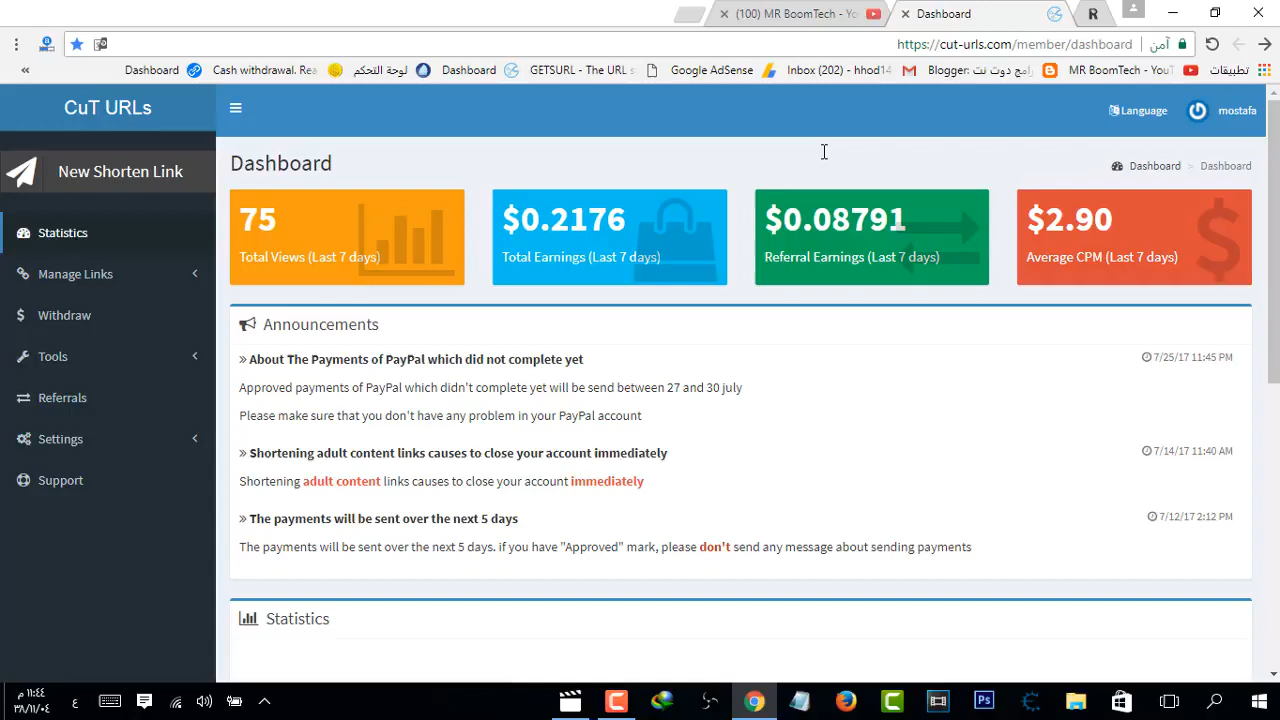 (100) MR BoomTech - Yo
Dashboard
https://cut-urls.com/member/dashboard
آمن
Dashboard
Cash withdrawal. Rea
لوحة التحكم
Dashboard
GETSURL - The URL s
Google AdSense
Inbox (202) - hhod14
Blogger: رامج دوت نت
MR BoomTech - YouT
تطبيقات
CuT URLs
Language
mostafa
New Shorten Link
Dashboard
Dashboard > Dashboard
Statistics
Manage Links
Withdraw
Tools
Referrals
Settings
Support
75
Total Views (Last 7 days)
$0.2176
Total Earnings (Last 7 days)
$0.08791
Referral Earnings (Last 7 days)
$2.90
Average CPM (Last 7 days)
Announcements
» About The Payments of PayPal which did not complete yet
7/25/17 11:45 PM
Approved payments of PayPal which didn't complete yet will be send between 27 and 30 july
Please make sure that you don't have any problem in your PayPal account
» Shortening adult content links causes to close your account immediately
7/14/17 11:40 AM
Shortening adult content links causes to close your account immediately
» The payments will be sent over the next 5 days
7/12/17 2:12 PM
The payments will be sent over the next 5 days. if you have "Approved" mark, please don't send any message about sending payments
Statistics
١١:٤٤ م
ع
Ps